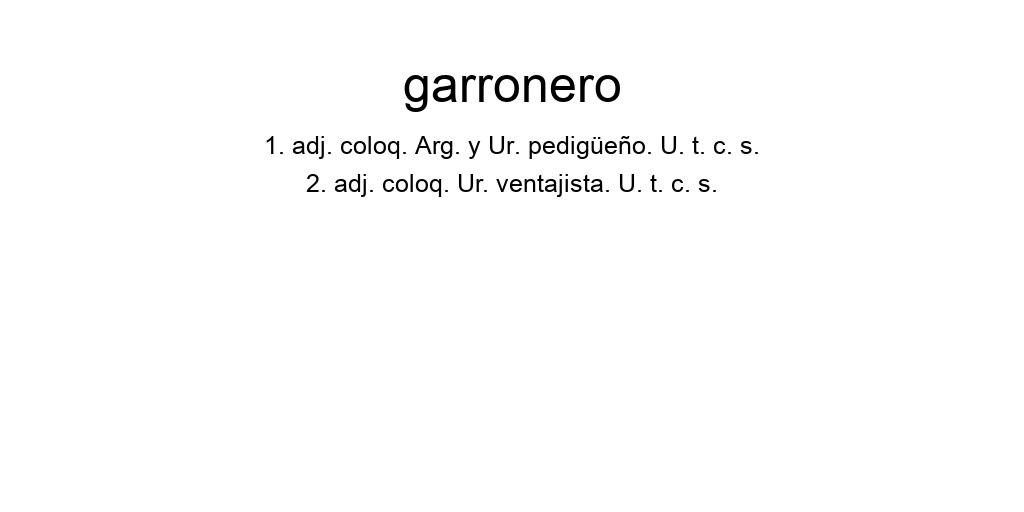 garronero
1. adj. coloq. Arg. y Ur. pedigüeño. U. t. c. s.
2. adj. coloq. Ur. ventajista. U. t. c. s.